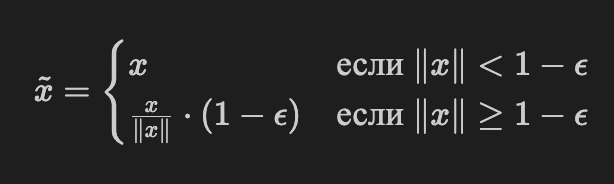 x̃ = { x если ‖x‖ < 1 − ϵ
x/‖x‖ · (1 − ϵ) если ‖x‖ ≥ 1 − ϵ